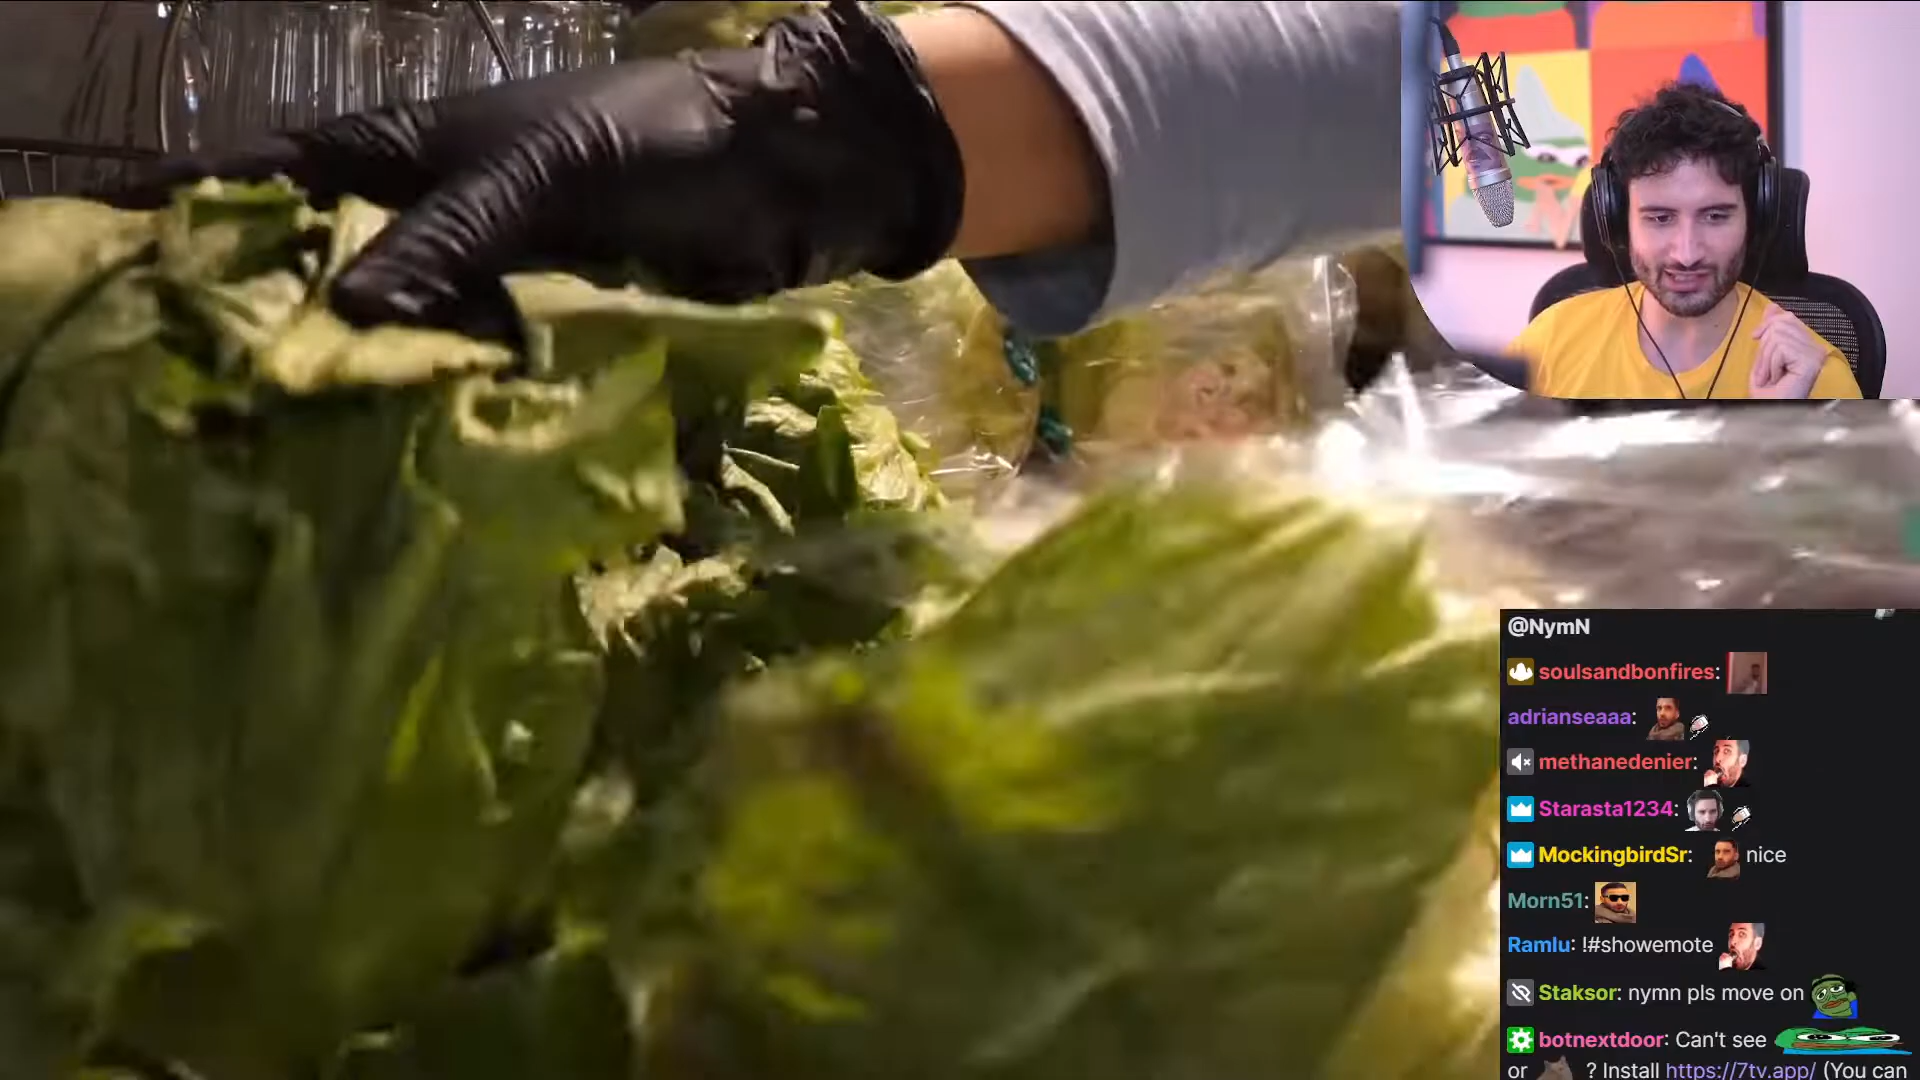 @NymN
soulsandbonfires:
adrianseaaa:
methanedenier:
Starasta1234:
MockingbirdSr: nice
Morn51:
Ramlu: !#showemote
Staksor: nymn pls move on
botnextdoor: Can't see
or ? Install https://7tv.app/ (You can